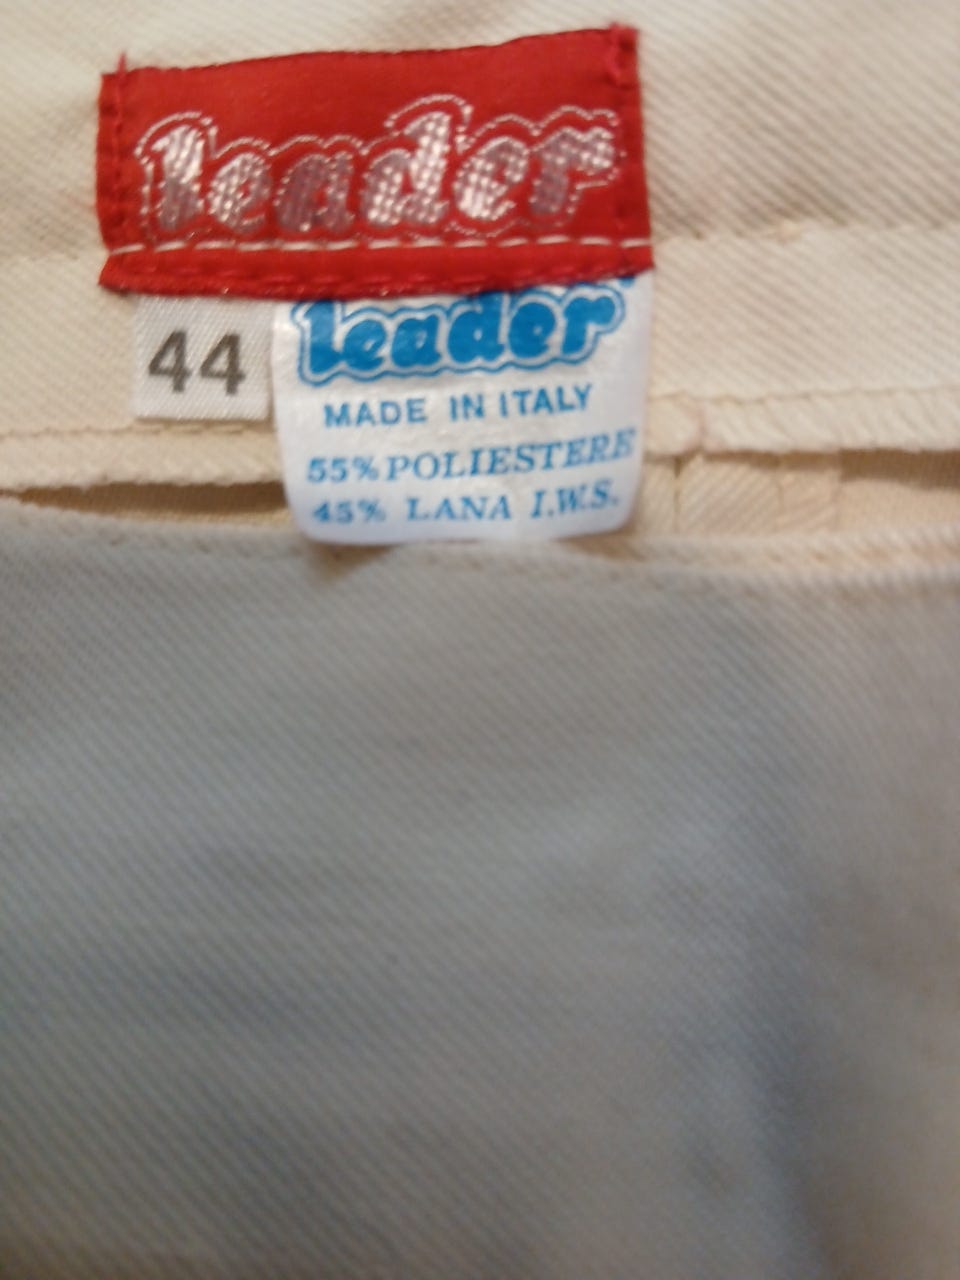 leader
44
leader
MADE IN ITALY
55% POLIESTERE
45% LANA I.W.S.